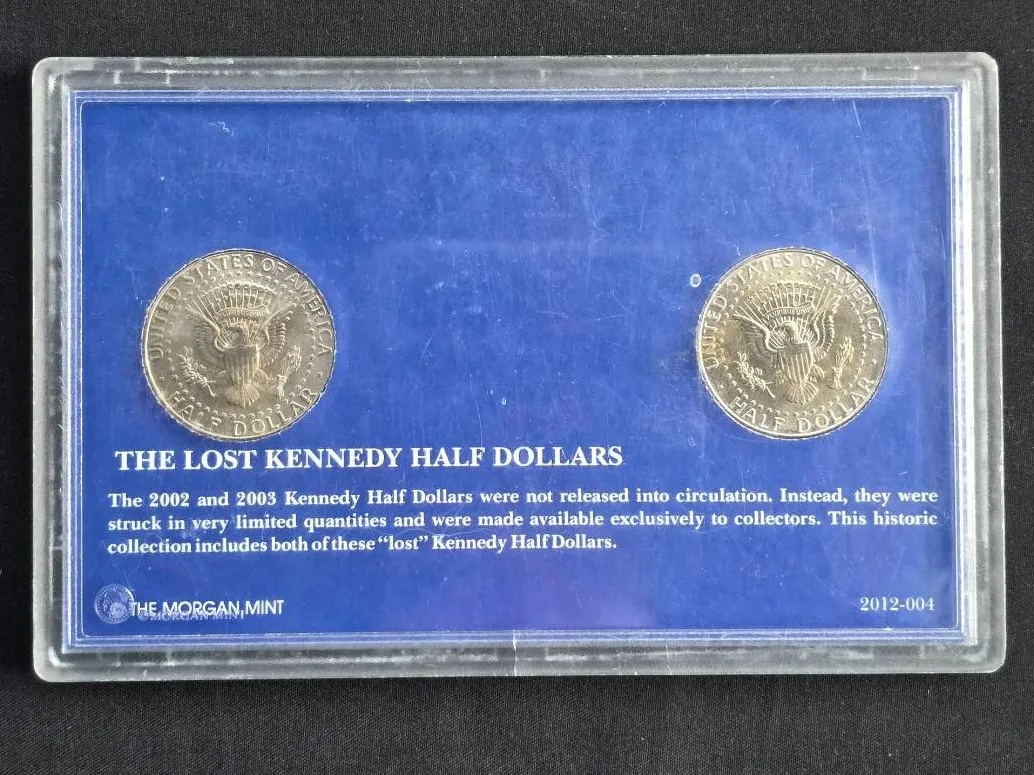 UNITED STATES OF AMERICA
HALF DOLLAR
UNITED STATES OF AMERICA
HALF DOLLAR
THE LOST KENNEDY HALF DOLLARS
The 2002 and 2003 Kennedy Half Dollars were not released into circulation. Instead, they were
struck in very limited quantities and were made available exclusively to collectors. This historic
collection includes both of these “lost” Kennedy Half Dollars.
THE MORGAN MINT
©MORGAN MINT
2012-004